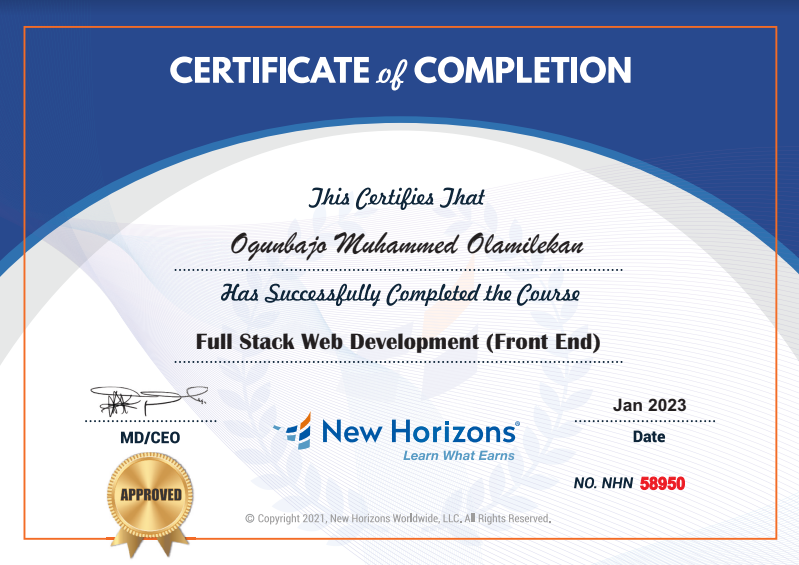 CERTIFICATE of COMPLETION
This Certifies That
Ogunbajo Muhammed Olamilekan
Has Successfully Completed the Course
Full Stack Web Development (Front End)
Jan 2023
MD/CEO
New Horizons®
Learn What Earns
Date
APPROVED
NO. NHN 58950
© Copyright 2021, New Horizons Worldwide, LLC. All Rights Reserved.